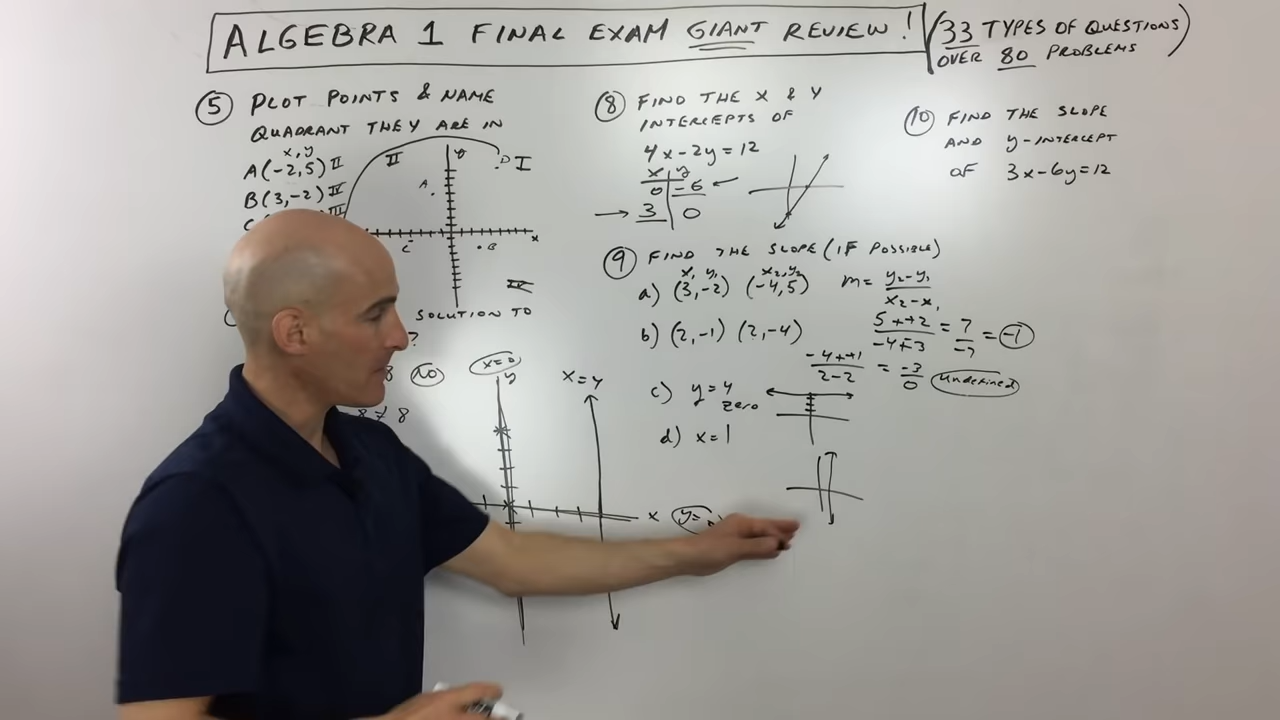 ALGEBRA 1 FINAL EXAM GIANT REVIEW!
(33 TYPES OF QUESTIONS)
OVER 80 PROBLEMS
5 PLOT POINTS & NAME
QUADRANT THEY ARE IN
x, y
A(-2,5) II
B(3,-2) IV
C
III
II
I
IV
A
B
C
D
y
x
SOLUTION TO
?
8 NO
8 ≠ 8
x=0
y
x=4
x
y=
8 FIND THE X & Y
INTERCEPTS OF
4x-2y=12
x y
0 -6
3 0
9 FIND THE SLOPE (IF POSSIBLE)
x, y, x2, y2
a) (3,-2) (-4,5) m= y2-y1
x2-x1
5++2 = 7 = -1
-4+-3 -7
b) (2,-1) (2,-4)
-4++1 = -3 undefined
2-2 0
c) y=4
zero
d) x=1
10 FIND THE SLOPE
AND y-INTERCEPT
OF 3x-6y=12